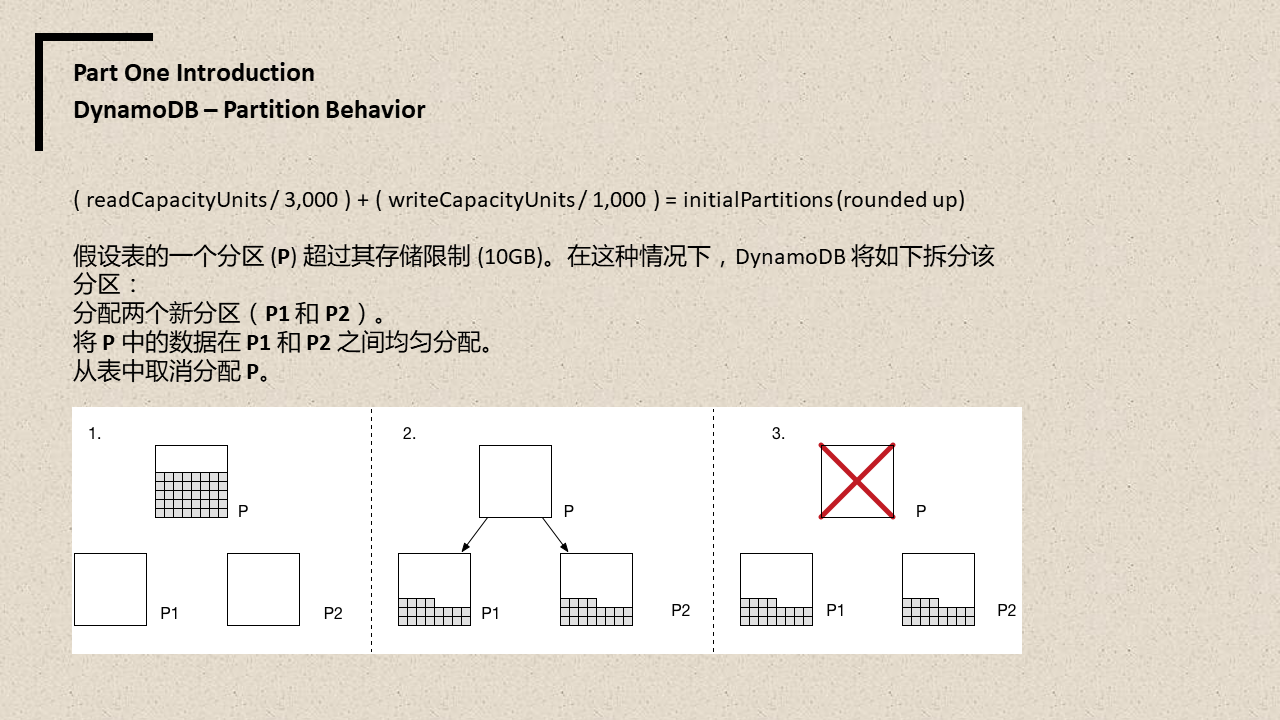 Part One Introduction
DynamoDB – Partition Behavior
( readCapacityUnits / 3,000 ) + ( writeCapacityUnits / 1,000 ) = initialPartitions (rounded up)
假设表的一个分区 (P) 超过其存储限制 (10GB)。在这种情况下，DynamoDB 将如下拆分该
分区：
分配两个新分区（P1 和 P2）。
将 P 中的数据在 P1 和 P2 之间均匀分配。
从表中取消分配 P。
1.
P
P1
P2
2.
P
P1
P2
3.
P
P1
P2